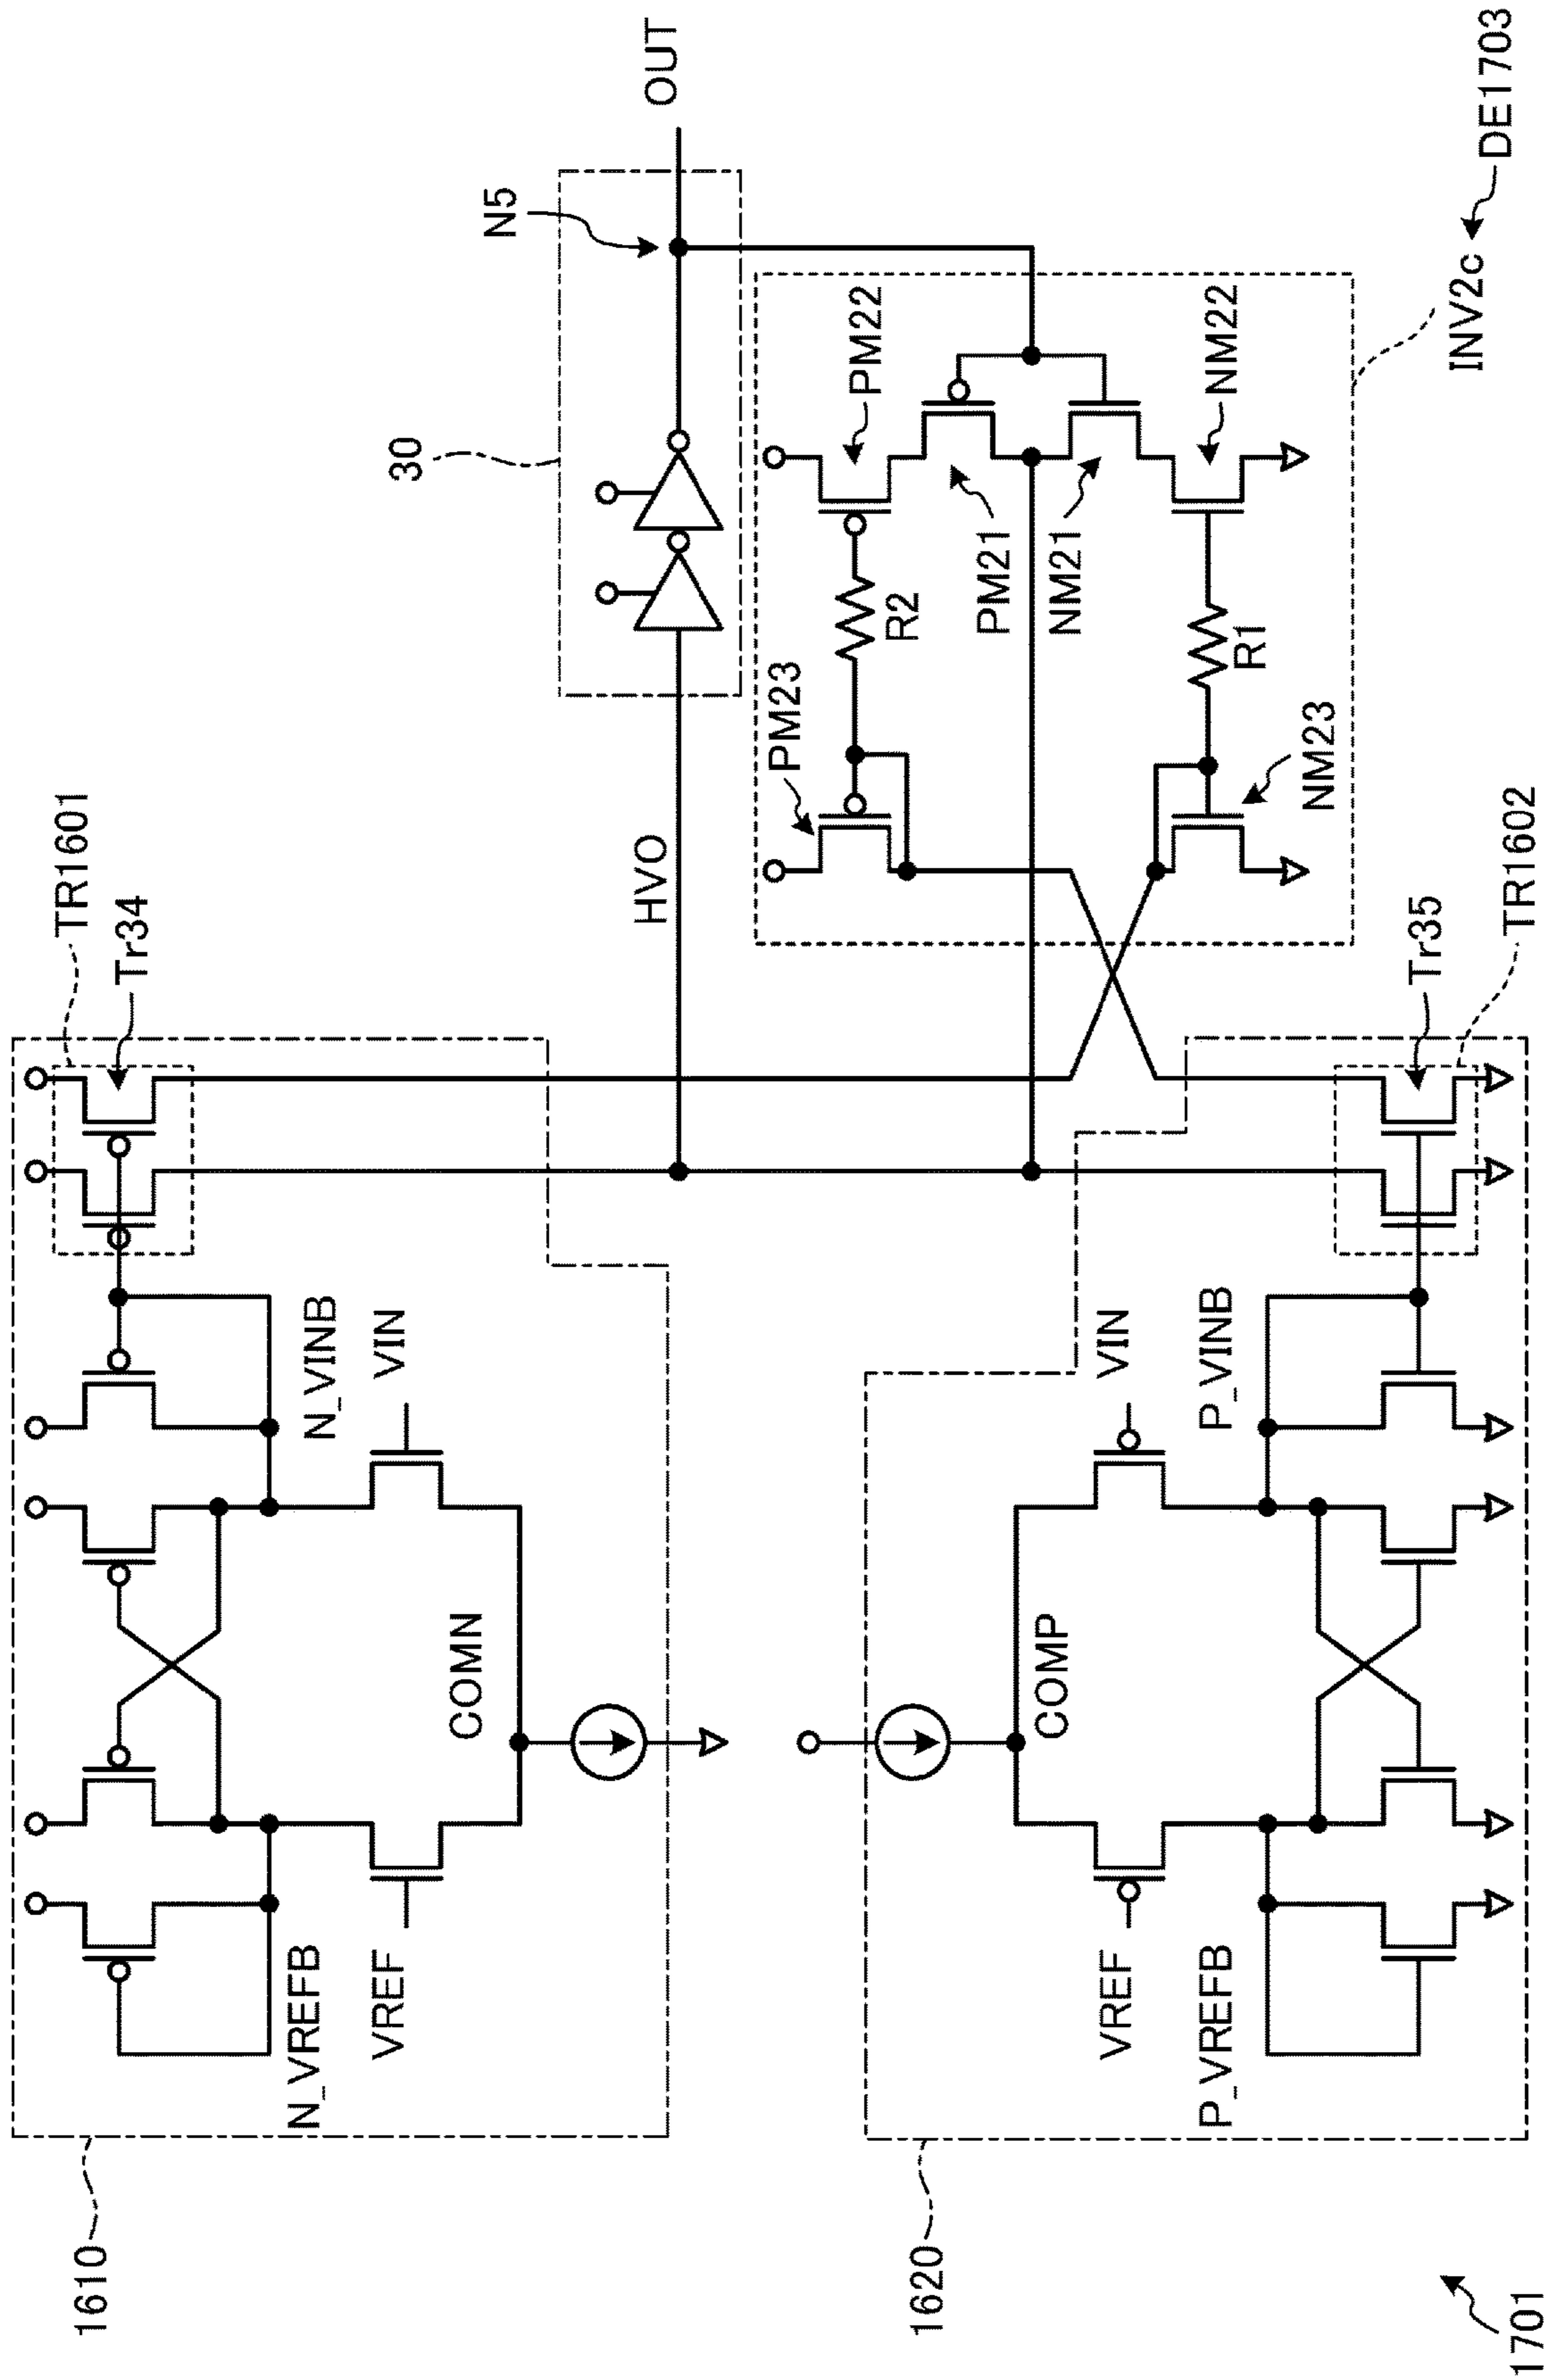 1701
1610
1620
N_VREFB
VREF
COMN
N_VINB
VIN
VREF
P_VREFB
COMP
VIN
P_VINB
TR1601
Tr34
Tr35
TR1602
HVO
30
N5
OUT
PM23
R2
PM22
PM21
NM21
NM23
R1
NM22
INV2c
DE1703